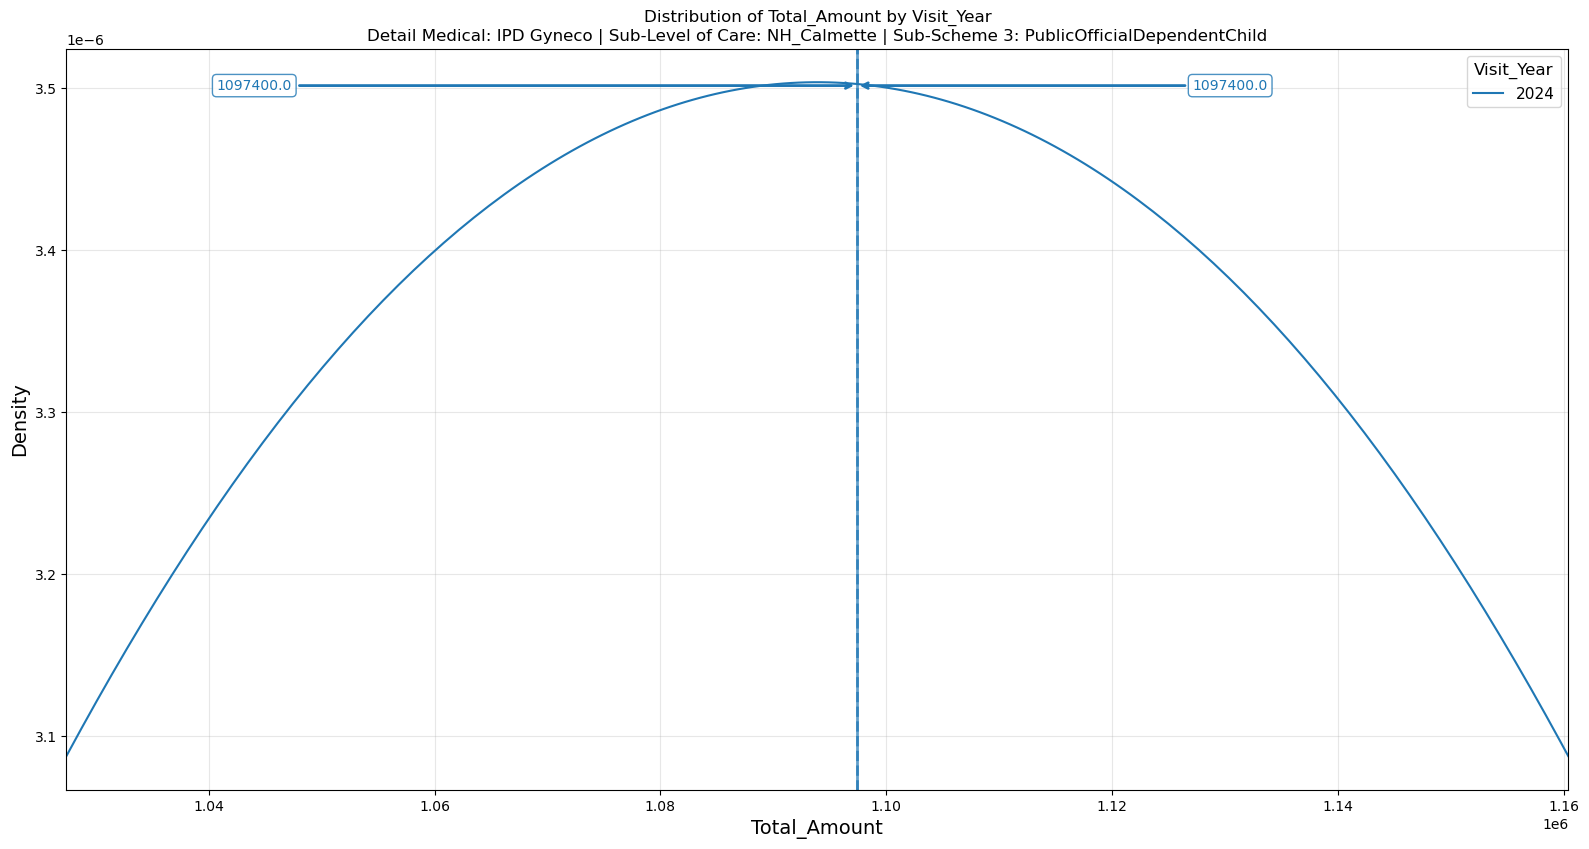 Distribution of Total_Amount by Visit_Year
Detail Medical: IPD Gyneco | Sub-Level of Care: NH_Calmette | Sub-Scheme 3: PublicOfficialDependentChild
1e−6
3.5
3.4
3.3
3.2
3.1
Density
1097400.0
1097400.0
Visit_Year
2024
1.04
1.06
1.08
1.10
1.12
1.14
1.16
1e6
Total_Amount